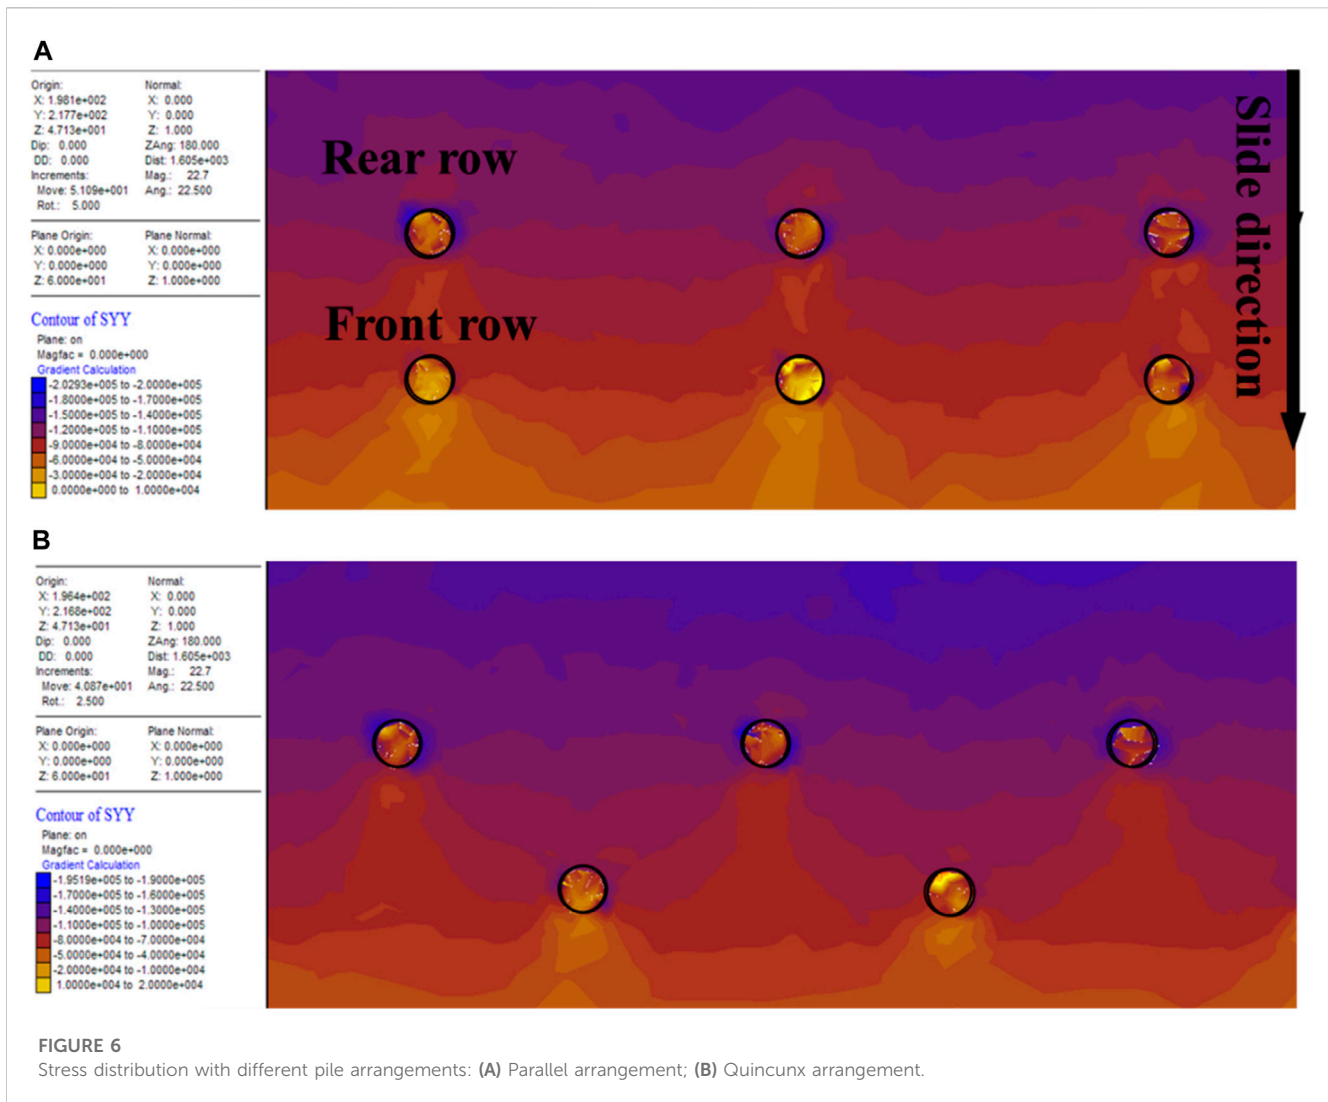 A
Origin:
X: 1.981e+002
Y: 2.177e+002
Z: 4.713e+001
Dip: 0.000
DD: 0.000
Increments:
Move: 5.109e+001
Rot.: 5.000
Normal:
X: 0.000
Y: 0.000
Z: 1.000
ZAng: 180.000
Dist: 1.605e+003
Mag.: 22.7
Ang.: 22.500
Plane Origin:
X: 0.000e+000
Y: 0.000e+000
Z: 6.000e+001
Plane Normal:
X: 0.000e+000
Y: 0.000e+000
Z: 1.000e+000
Contour of SYY
Plane: on
Magfac = 0.000e+000
Gradient Calculation
-2.0293e+005 to -2.0000e+005
-1.8000e+005 to -1.7000e+005
-1.5000e+005 to -1.4000e+005
-1.2000e+005 to -1.1000e+005
-9.0000e+004 to -8.0000e+004
-6.0000e+004 to -5.0000e+004
-3.0000e+004 to -2.0000e+004
0.0000e+000 to 1.0000e+004
Rear row
Front row
Slide direction
B
Origin:
X: 1.964e+002
Y: 2.168e+002
Z: 4.713e+001
Dip: 0.000
DD: 0.000
Increments:
Move: 4.087e+001
Rot.: 2.500
Normal:
X: 0.000
Y: 0.000
Z: 1.000
ZAng: 180.000
Dist: 1.605e+003
Mag.: 22.7
Ang.: 22.500
Plane Origin:
X: 0.000e+000
Y: 0.000e+000
Z: 6.000e+001
Plane Normal:
X: 0.000e+000
Y: 0.000e+000
Z: 1.000e+000
Contour of SYY
Plane: on
Magfac = 0.000e+000
Gradient Calculation
-1.9519e+005 to -1.9000e+005
-1.7000e+005 to -1.6000e+005
-1.4000e+005 to -1.3000e+005
-1.1000e+005 to -1.0000e+005
-8.0000e+004 to -7.0000e+004
-5.0000e+004 to -4.0000e+004
-2.0000e+004 to -1.0000e+004
1.0000e+004 to 2.0000e+004
FIGURE 6
Stress distribution with different pile arrangements: (A) Parallel arrangement; (B) Quincunx arrangement.